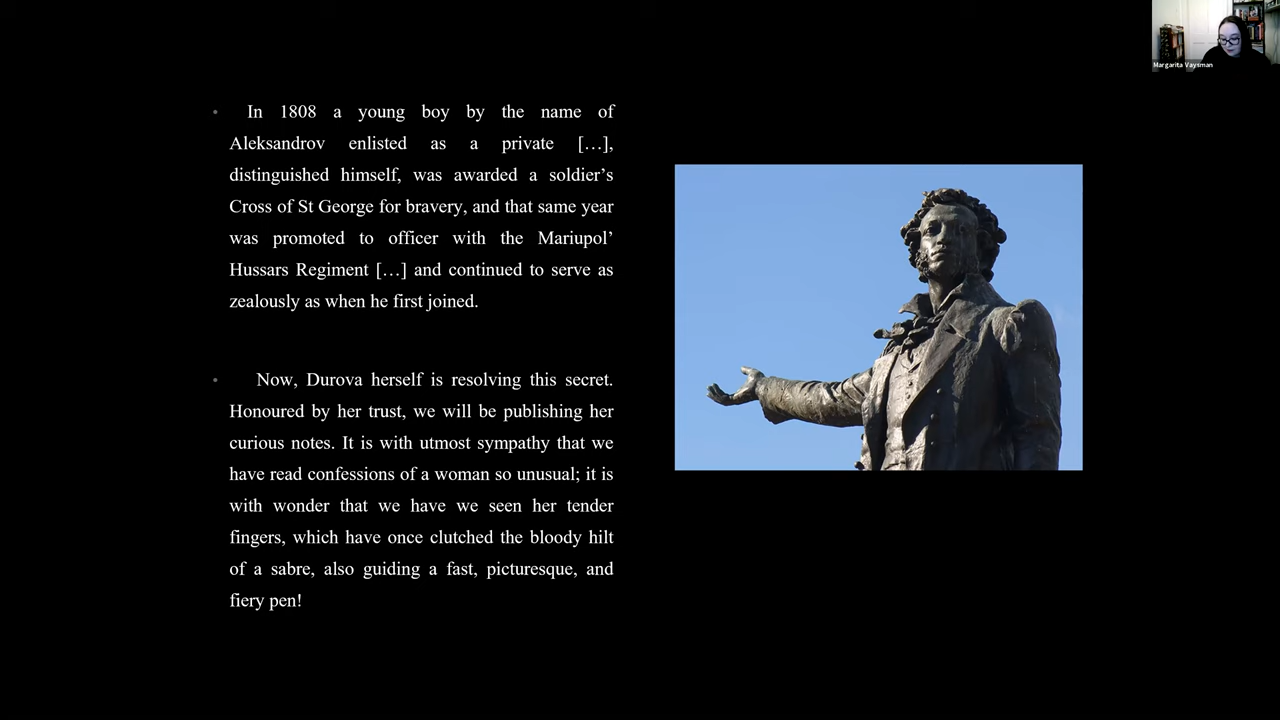 Margarita Vaysman
• In 1808 a young boy by the name of
Aleksandrov enlisted as a private […],
distinguished himself, was awarded a soldier’s
Cross of St George for bravery, and that same year
was promoted to officer with the Mariupol’
Hussars Regiment […] and continued to serve as
zealously as when he first joined.
• Now, Durova herself is resolving this secret.
Honoured by her trust, we will be publishing her
curious notes. It is with utmost sympathy that we
have read confessions of a woman so unusual; it is
with wonder that we have we seen her tender
fingers, which have once clutched the bloody hilt
of a sabre, also guiding a fast, picturesque, and
fiery pen!